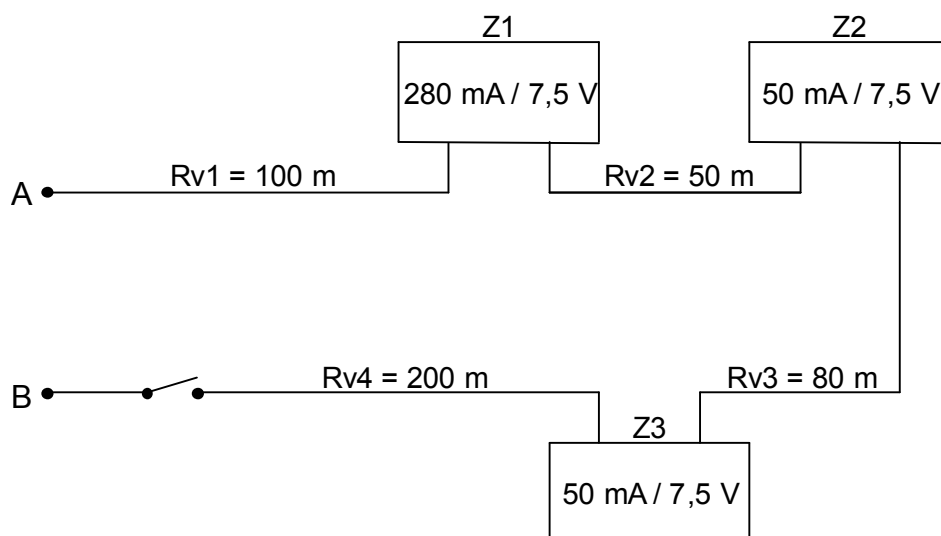 Z1
Z2
280 mA / 7,5 V
50 mA / 7,5 V
A
Rv1 = 100 m
Rv2 = 50 m
B
Rv4 = 200 m
Rv3 = 80 m
Z3
50 mA / 7,5 V